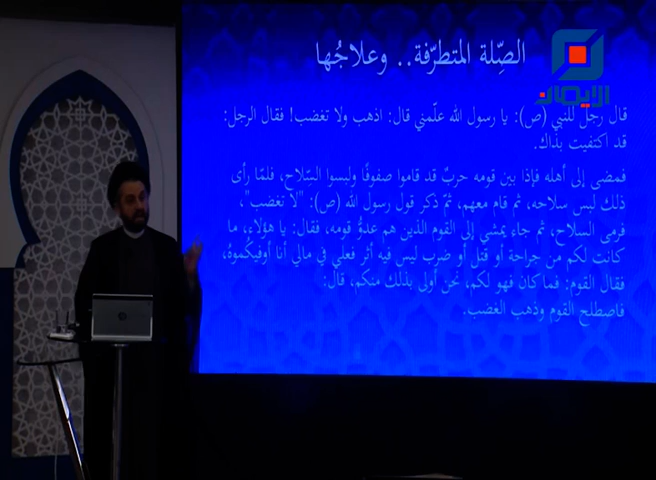 الصِّلة المتطرّفة.. وعلاجُها
الإيمان
قال رجلٌ للنبي (ص): يا رسول الله علّمني قال: اذهب ولا تغضب! فقال الرجل:
قد اكتفيت بذاك.
فمضى إلى أهله فإذا بين قومه حربٌ قد قاموا صفوفًا ولبسوا السِّلاح، فلمّا رأى
ذلك لبس سلاحه، ثم قام معهم، ثمّ ذكر قول رسول الله (ص): "لا تغضب"،
فرمى السلاح، ثم جاء يمشي إلى القوم الذين هم عدوُّ قومه، فقال: يا هؤلاء، ما
كانت لكم من جراحة أو قتل أو ضرب ليس فيه أثر فعلي في مالي أنا أوفيكموهُ،
فقال القوم: فما كان فهو لكم، نحن أولى بذلك منكم، قال:
فاصطلح القوم وذهب الغضب.